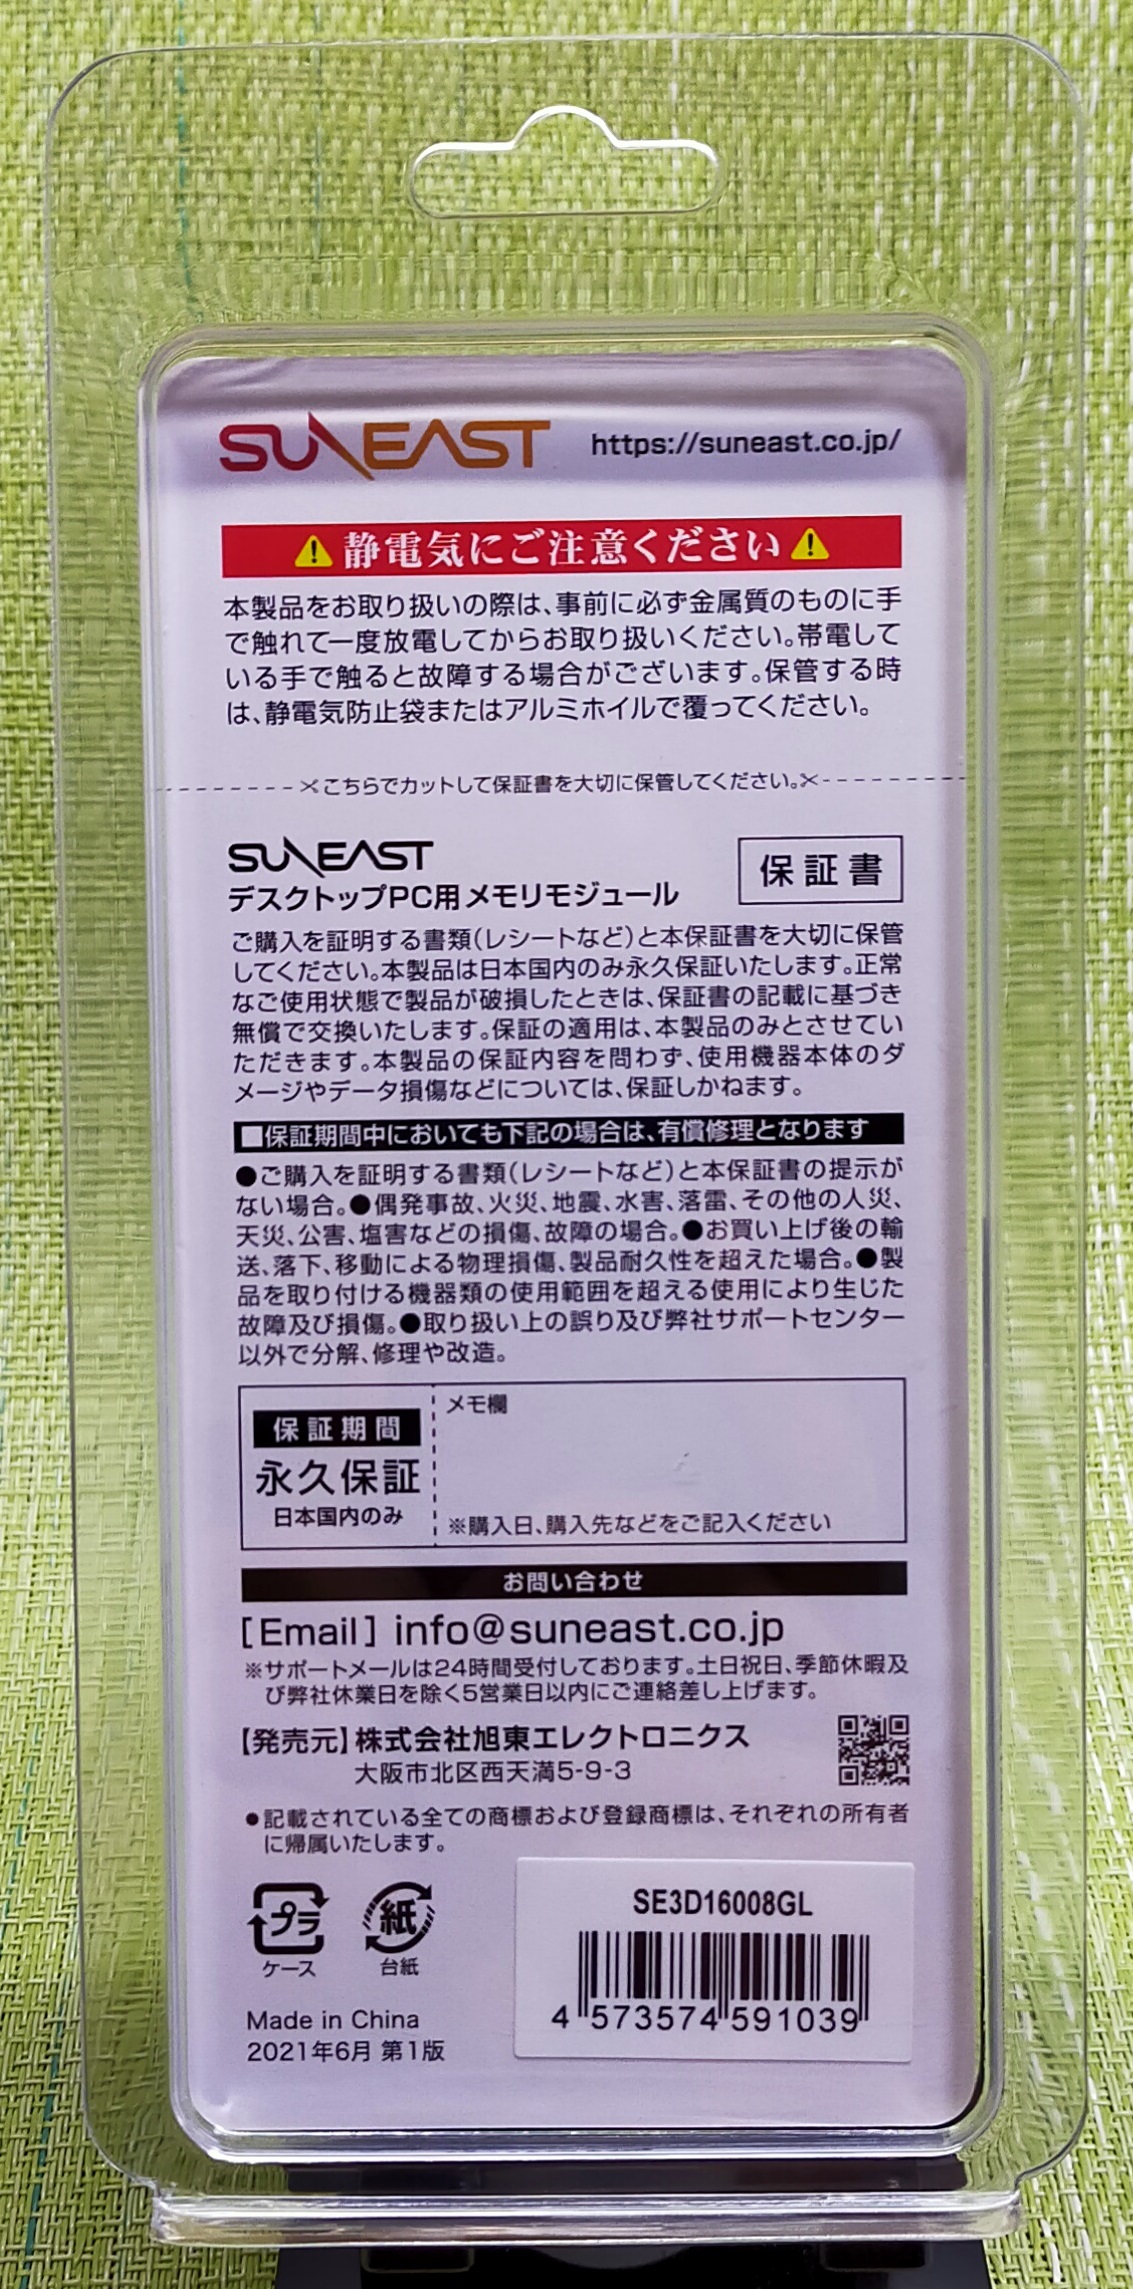 SUNEAST https://suneast.co.jp/
静電気にご注意ください
本製品をお取り扱いの際は、事前に必ず金属質のものに手
で触れて一度放電してからお取り扱いください。帯電して
いる手で触ると故障する場合がございます。保管する時
は、静電気防止袋またはアルミホイルで覆ってください。
こちらでカットして保証書を大切に保管してください。
SUNEAST
デスクトップPC用メモリモジュール
保証書
ご購入を証明する書類(レシートなど)と本保証書を大切に保管
してください。本製品は日本国内のみ永久保証いたします。正常
なご使用状態で製品が破損したときは、保証書の記載に基づき
無償で交換いたします。保証の適用は、本製品のみとさせてい
ただきます。本製品の保証内容を問わず、使用機器本体のダ
メージやデータ損傷などについては、保証しかねます。
■保証期間中においても下記の場合は、有償修理となります
●ご購入を証明する書類(レシートなど)と本保証書の提示が
ない場合。●偶発事故、火災、地震、水害、落雷、その他の人災、
天災、公害、塩害などの損傷、故障の場合。●お買い上げ後の輸
送、落下、移動による物理損傷、製品耐久性を超えた場合。●製
品を取り付ける機器類の使用範囲を超える使用により生じた
故障及び損傷。●取り扱い上の誤り及び弊社サポートセンター
以外で分解、修理や改造。
保証期間
永久保証
日本国内のみ
メモ欄
※購入日、購入先などをご記入ください
お問い合わせ
[Email] info@suneast.co.jp
※サポートメールは24時間受付しております。土日祝日、季節休暇及
び弊社休業日を除く5営業日以内にご連絡差し上げます。
【発売元】株式会社旭東エレクトロニクス
大阪市北区西天満5-9-3
●記載されている全ての商標および登録商標は、それぞれの所有者
に帰属いたします。
プラ
ケース
紙
台紙
Made in China
2021年6月 第1版
SE3D16008GL
4 573574 591039